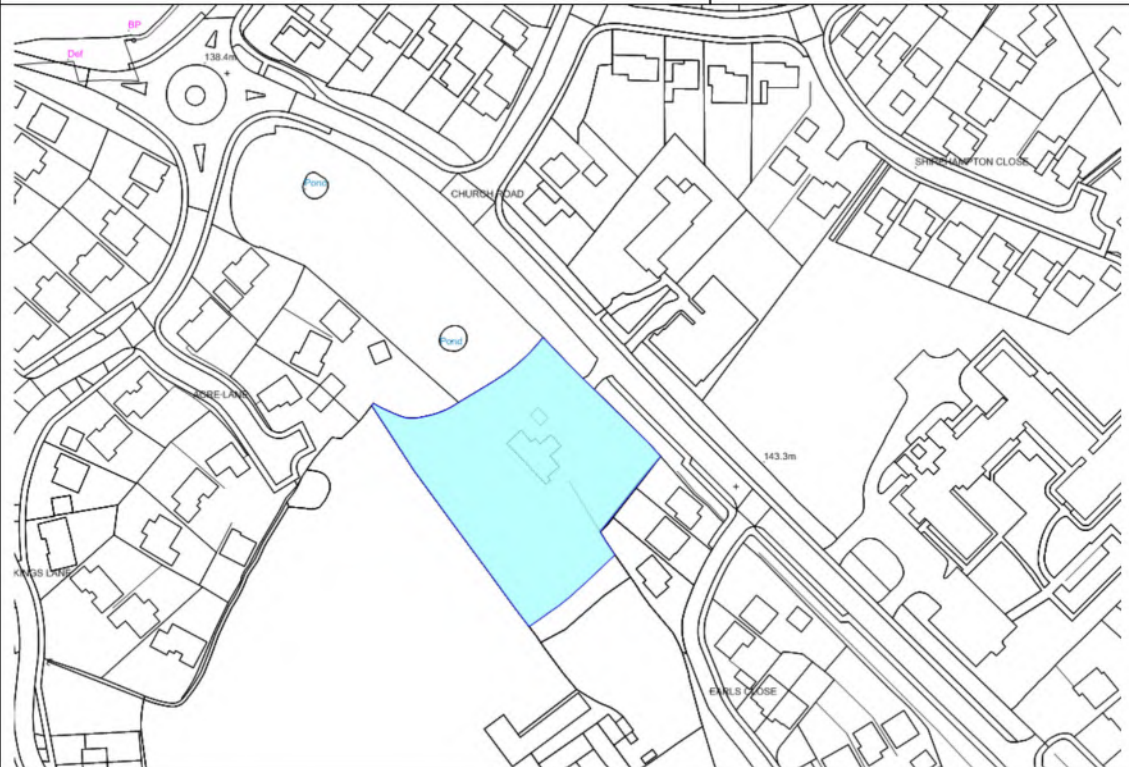 BP
Def
138.4m
Pond
CHURCH ROAD
SHIREHAMPTON CLOSE
Pond
ACRE LANE
143.3m
KINGS LANE
EARLS CLOSE